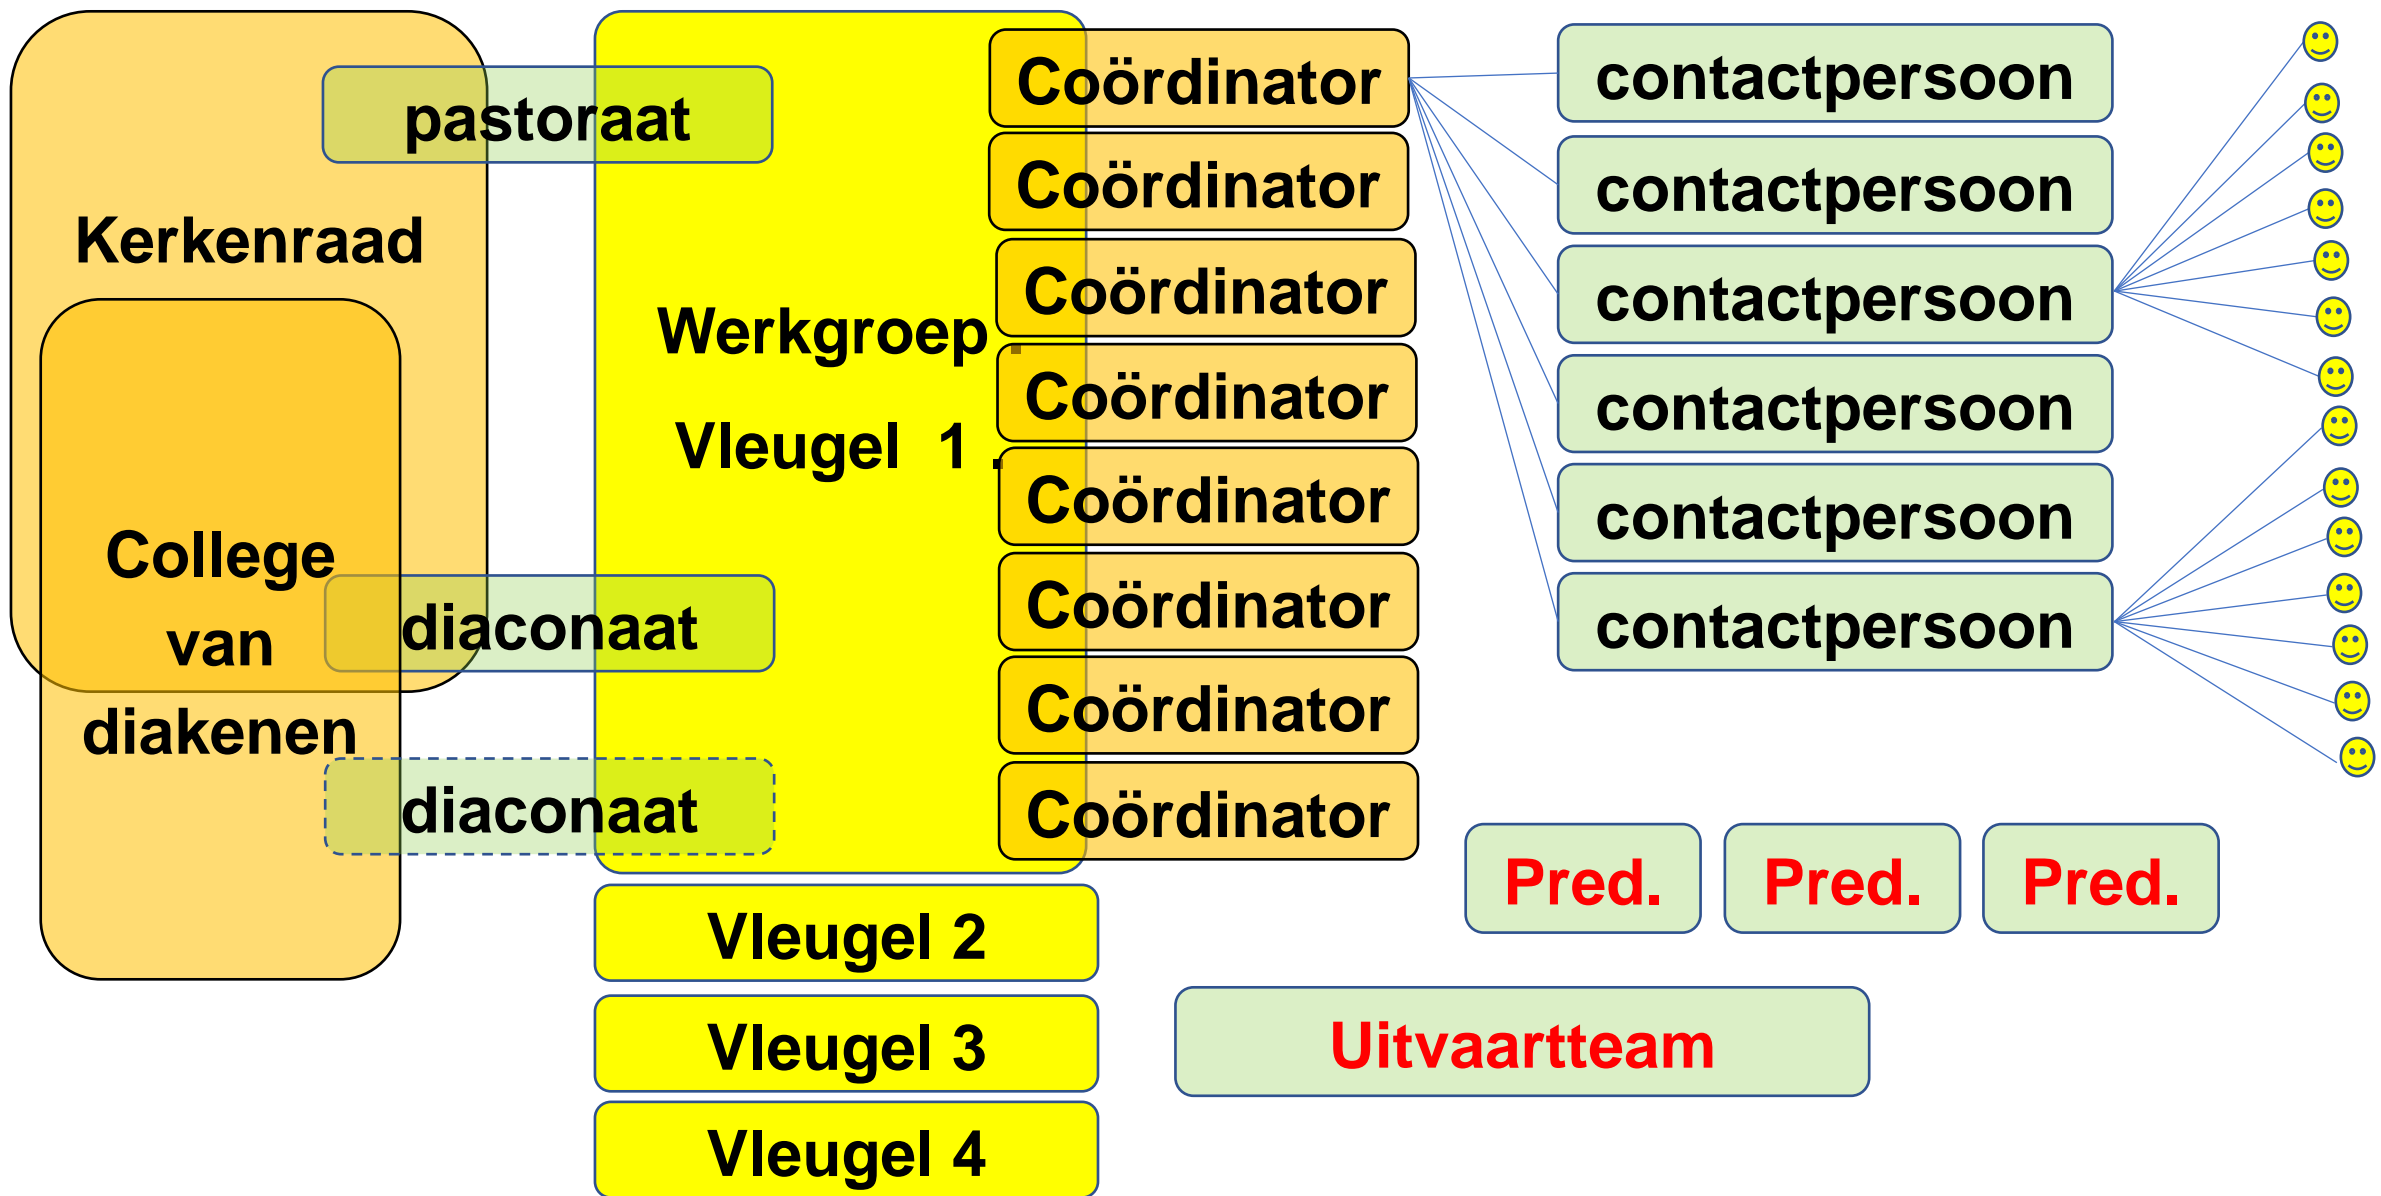 Kerkenraad
College
van
diakenen
pastoraat
diaconaat
diaconaat
Werkgroep .
Vleugel 1 .
Vleugel 2
Vleugel 3
Vleugel 4
Coördinator
Coördinator
Coördinator
Coördinator
Coördinator
Coördinator
Coördinator
Coördinator
contactpersoon
contactpersoon
contactpersoon
contactpersoon
contactpersoon
contactpersoon
Pred.
Pred.
Pred.
Uitvaartteam